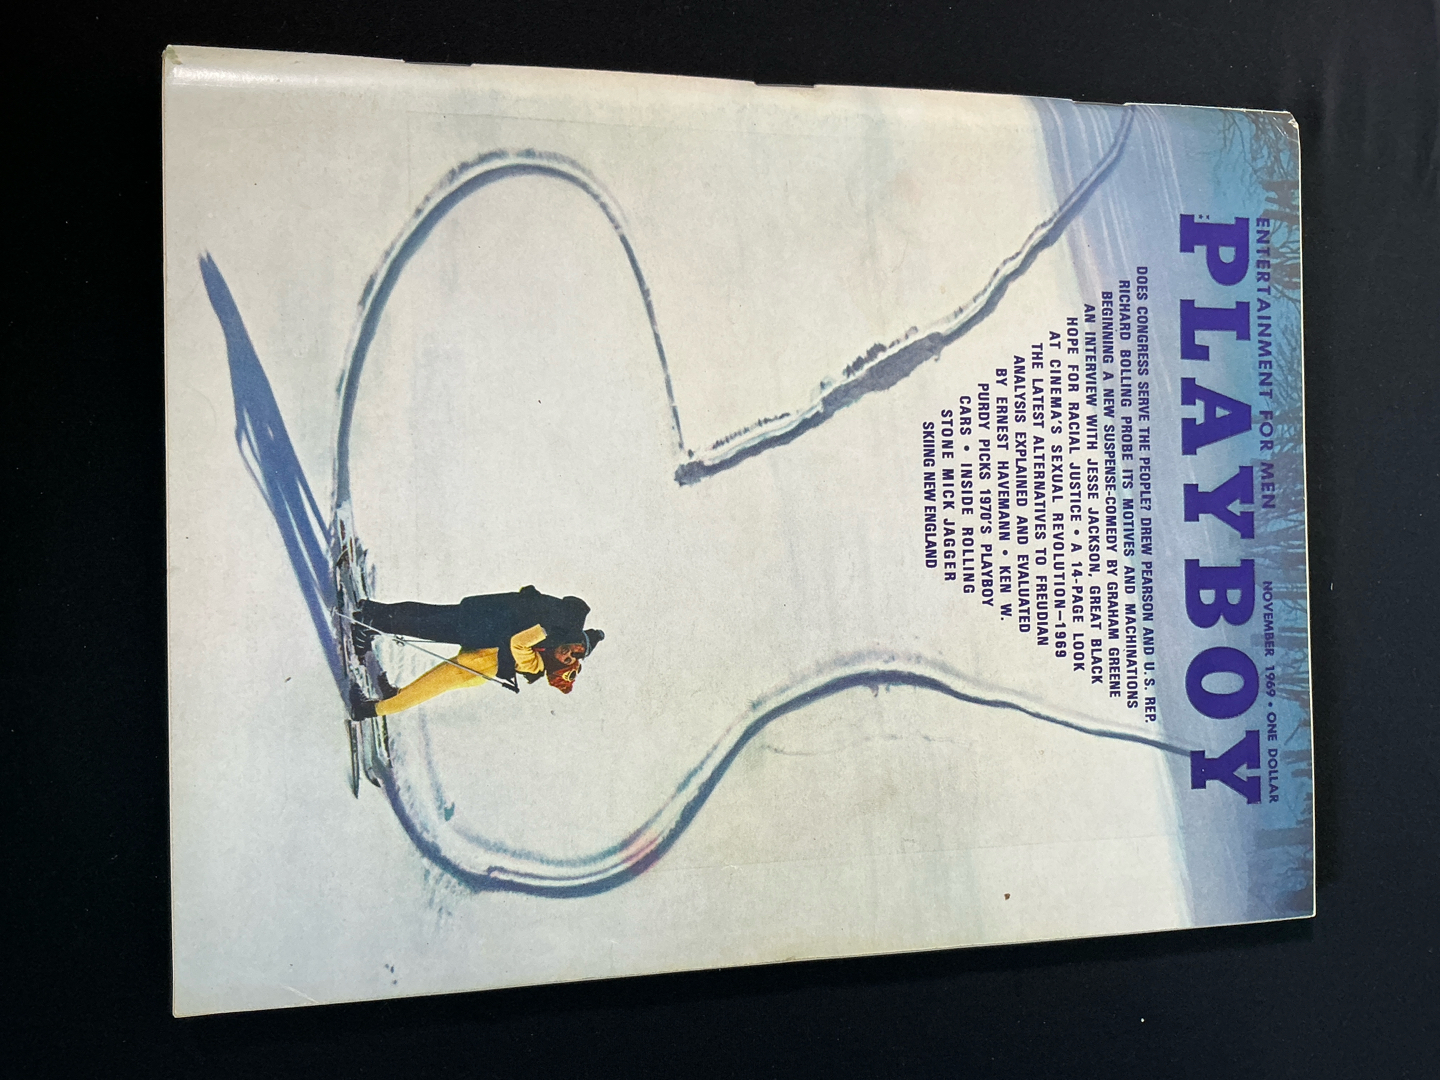 ENTERTAINMENT FOR MEN NOVEMBER 1969 • ONE DOLLAR
PLAYBOY
DOES CONGRESS SERVE THE PEOPLE? DREW PEARSON AND U. S. REP.
RICHARD BOLLING PROBE ITS MOTIVES AND MACHINATIONS
BEGINNING A NEW SUSPENSE-COMEDY BY GRAHAM GREENE
AN INTERVIEW WITH JESSE JACKSON, GREAT BLACK
HOPE FOR RACIAL JUSTICE • A 14-PAGE LOOK
AT CINEMA'S SEXUAL REVOLUTION—1969
THE LATEST ALTERNATIVES TO FREUDIAN
ANALYSIS EXPLAINED AND EVALUATED
BY ERNEST HAVEMANN • KEN W.
PURDY PICKS 1970'S PLAYBOY
CARS • INSIDE ROLLING
STONE MICK JAGGER
SKIING NEW ENGLAND